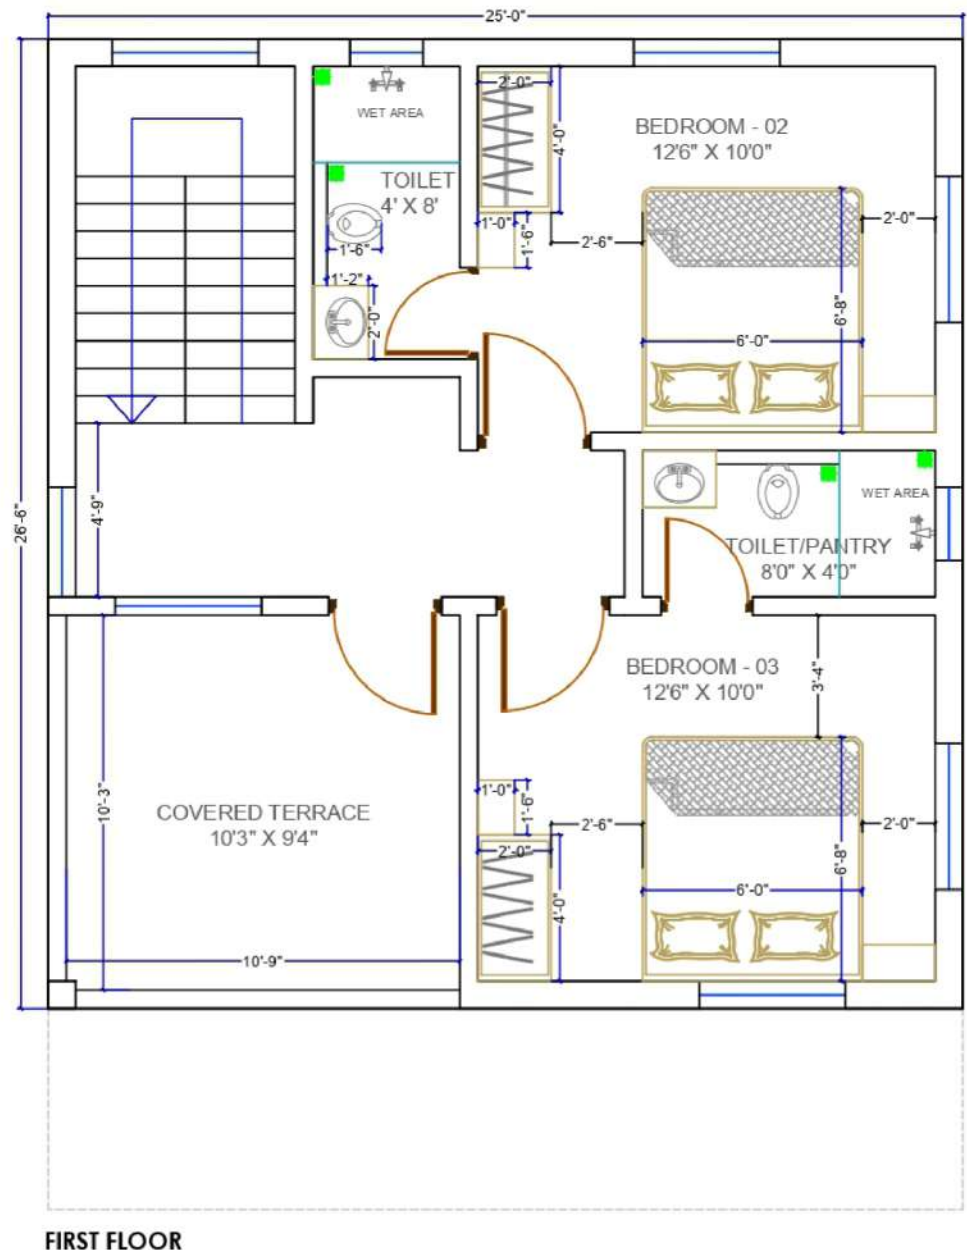 25'-0"
WET AREA
2'-0"
4'-0"
BEDROOM - 02
12'6" X 10'0"
TOILET
4' X 8'
1'-0"
1'-6"
2'-6"
2'-0"
1'-6"
1'-2"
2'-0"
6'-8"
6'-0"
26'-6"
4'-9"
WET AREA
TOILET/PANTRY
8'0" X 4'0"
BEDROOM - 03
12'6" X 10'0"
3'-4"
10'-3"
COVERED TERRACE
10'3" X 9'4"
1'-0"
1'-6"
2'-6"
2'-0"
2'-0"
4'-0"
6'-8"
6'-0"
10'-9"
FIRST FLOOR